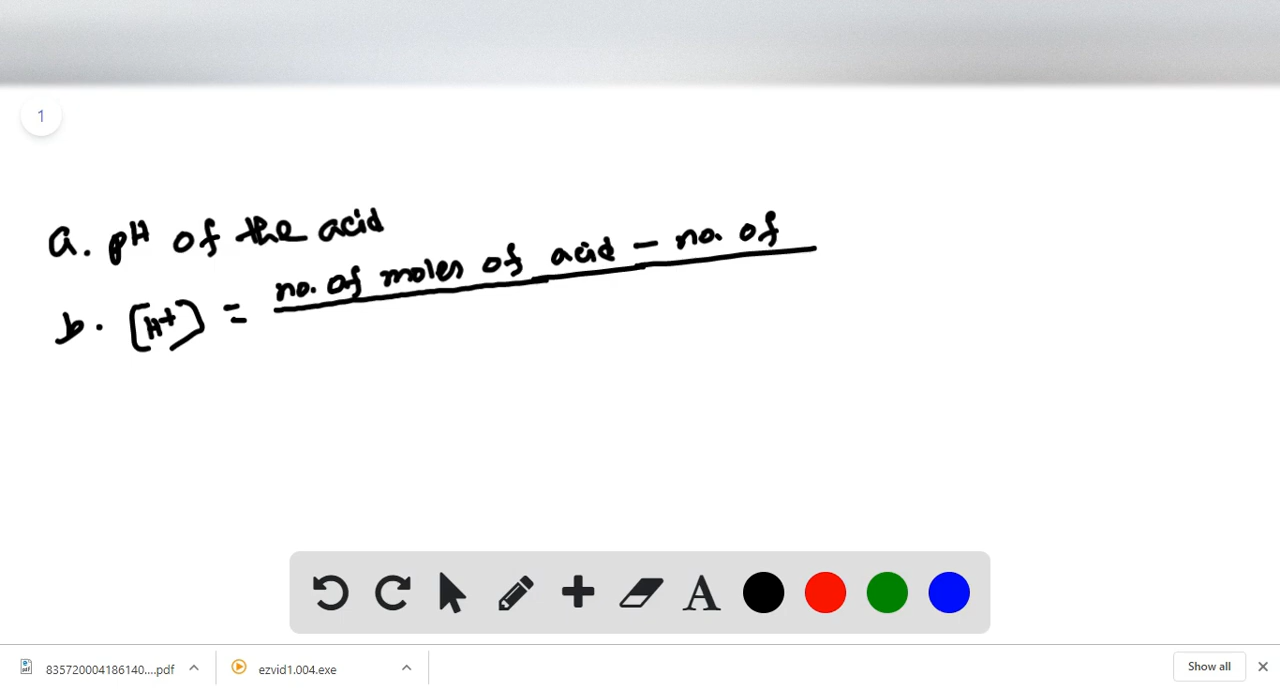 1
a. pH of the acid
b. [H+] = no. of moles of acid - no. of
A
835720004186140....pdf
ezvid1.004.exe
Show all